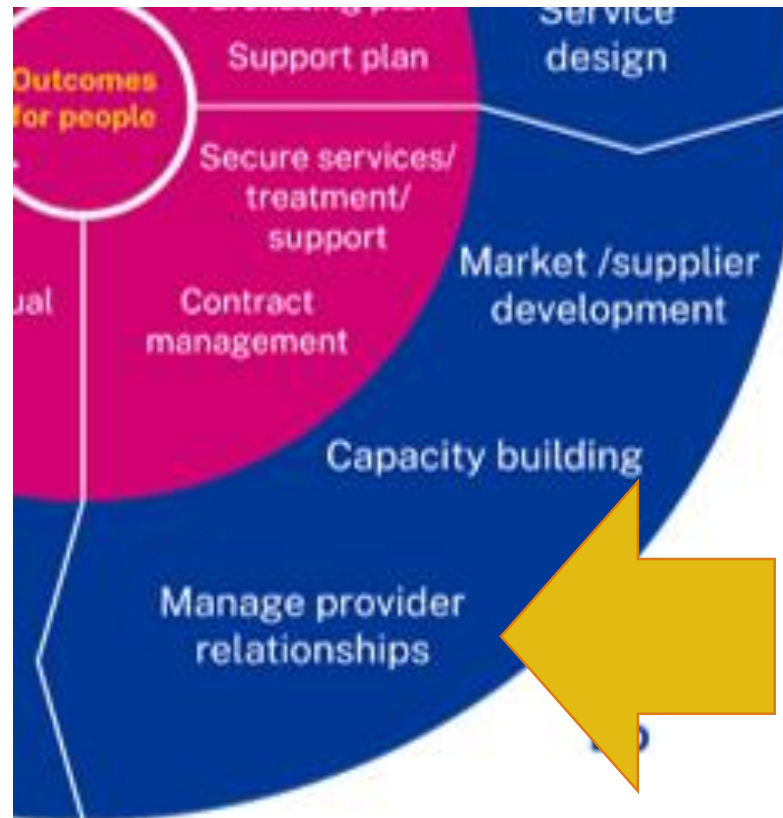 Service
design
Support plan
Outcomes
for people
Secure services/
treatment/
support
Market /supplier
development
Contract
management
Capacity building
Manage provider
relationships